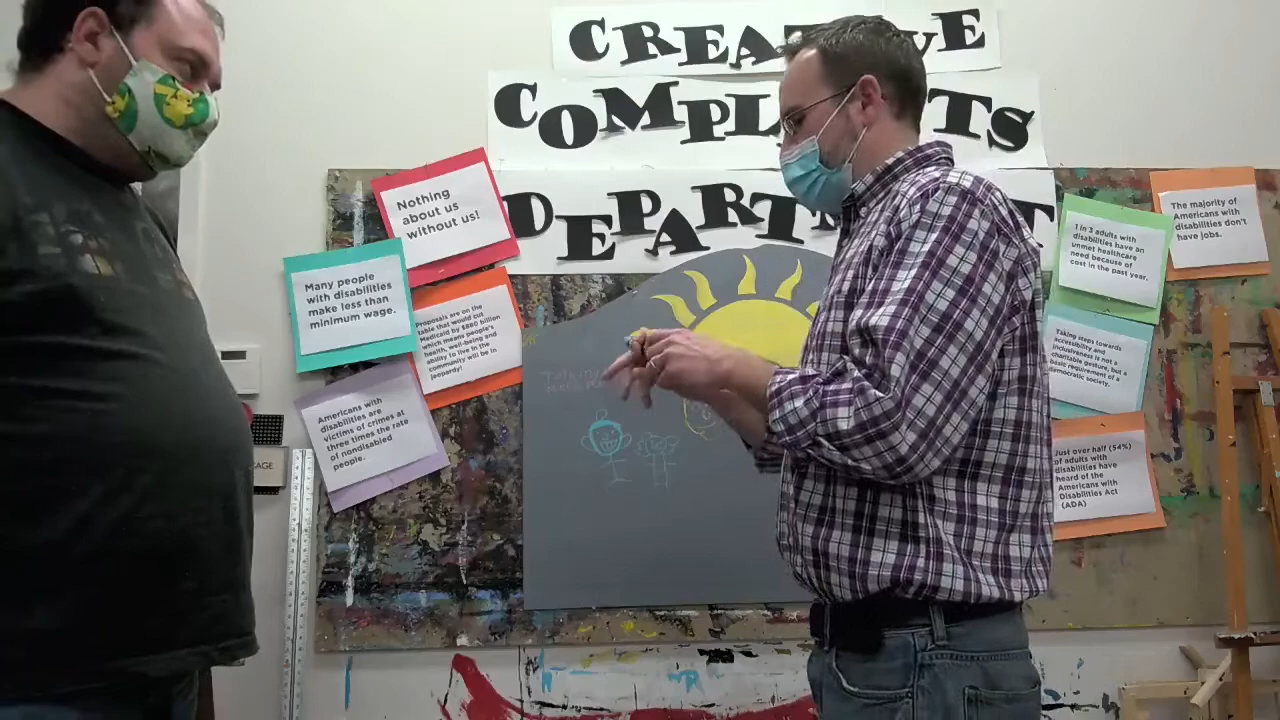 CREAT VE
COMPL TS
DEPART T
Nothing
about us
without us!
Many people
with disabilities
make less than
minimum wage.
Proposals are on the
table that would cut
Medicaid by $880 billion
which means people's
health, well-being and
ability to live in the
community will be in
jeopardy!
Americans with
disabilities are
victims of crimes at
three times the rate
of nondisabled
people.
The majority of
Americans with
disabilities don't
have jobs.
1 in 3 adults with
disabilities have an
unmet healthcare
need because of
cost in the past year.
Taking steps towards
accessibility and
inclusiveness is not a
charitable gesture, but a
basic requirement of a
democratic society.
Just over half (54%)
of adults with
disabilities have
heard of the
Americans with
Disabilities Act
(ADA)